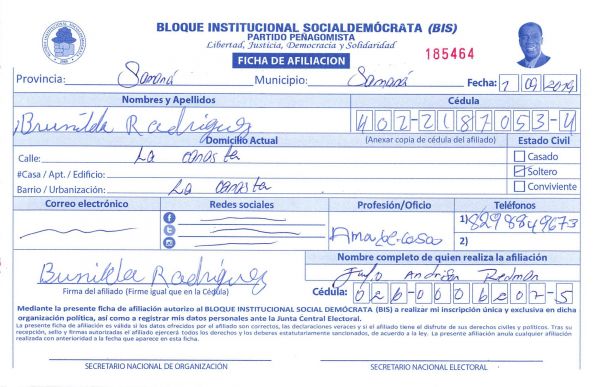 BLOQUE INSTITUCIONAL SOCIALDEMÓCRATA (BIS)
PARTIDO PEÑAGOMISTA
Libertad, Justicia, Democracia y Solidaridad
FICHA DE AFILIACION
185464
Provincia: Samaná Municipio: Samaná Fecha: 1 09 2019
Nombres y Apellidos Cédula
Brunilda Rodriguez 402-2187053-4
Domicilio Actual (Anexar copia de cédula del afiliado) Estado Civil
Calle: La canasta Casado
#Casa / Apt. / Edificio: Soltero
Barrio / Urbanización: La canasta Conviviente
Correo electrónico Redes sociales Profesión/Oficio Teléfonos
Ama de casa 1) 8298949673
2)
Nombre completo de quien realiza la afiliación
Brunilda Rodriguez Julio Andrison Redman
Firma del afiliado (Firme igual que en la Cédula) Cédula: 026-0006207-5
Mediante la presente ficha de afiliación autorizo al BLOQUE INSTITUCIONAL SOCIAL DEMÓCRATA (BIS) a realizar mi inscripción única y exclusiva en dicha
organización política, así como a registrar mis datos personales ante la Junta Central Electoral.
La presente ficha de afiliación es válida si los datos ofrecidos por el afiliado son correctos, las declaraciones veraces y si el afiliado tiene el disfrute de sus derechos civiles y políticos. Tras su
recepción, sello y firmas autorizadas el afiliado ejercerá todos los derechos y los deberes estatutariamente sancionados, de acuerdo a la ley. La presente afiliación anula cualquier afiliación
realizada con anterioridad a la fecha que aparece en esta ficha.
SECRETARIO NACIONAL DE ORGANIZACIÓN SECRETARIO NACIONAL ELECTORAL